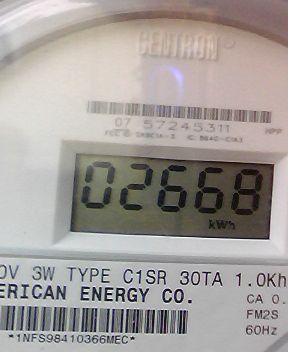 CENTRON®
07 57245311 HPP
02668
kWh
0V 3W TYPE C1SR 30TA 1.0Kh
ERICAN ENERGY CO.
CA 0.
FM2S
60Hz
*1NFS98410366MEC*